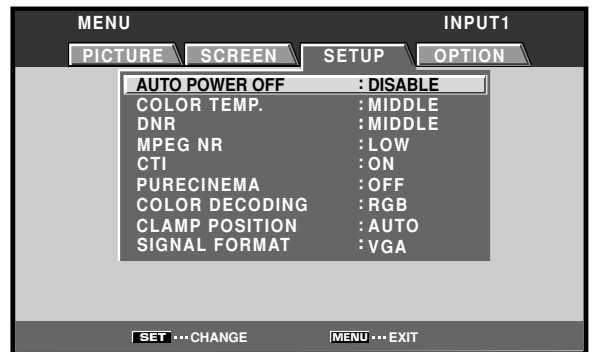 MENU INPUT1
PICTURE SCREEN SETUP OPTION
AUTO POWER OFF : DISABLE
COLOR TEMP. : MIDDLE
DNR : MIDDLE
MPEG NR : LOW
CTI : ON
PURECINEMA : OFF
COLOR DECODING : RGB
CLAMP POSITION : AUTO
SIGNAL FORMAT : VGA
SET ··· CHANGE MENU ··· EXIT